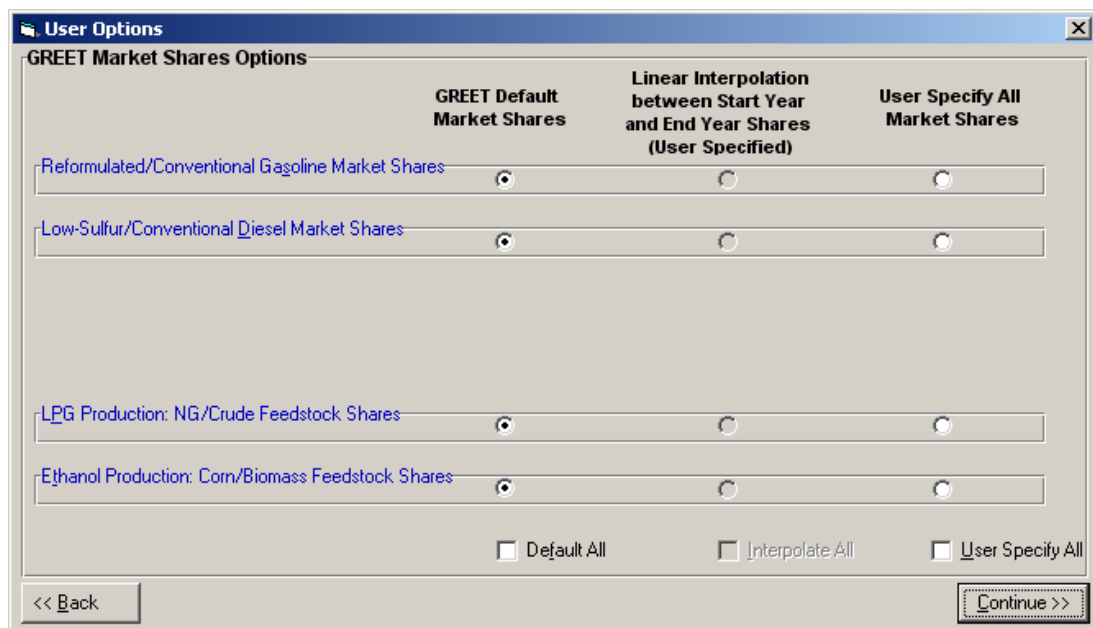 User Options
GREET Market Shares Options
GREET Default
Market Shares
Linear Interpolation
between Start Year
and End Year Shares
(User Specified)
User Specify All
Market Shares
Reformulated/Conventional Gasoline Market Shares
Low-Sulfur/Conventional Diesel Market Shares
LPG Production: NG/Crude Feedstock Shares
Ethanol Production: Corn/Biomass Feedstock Shares
Default All
Interpolate All
User Specify All
<< Back
Continue >>